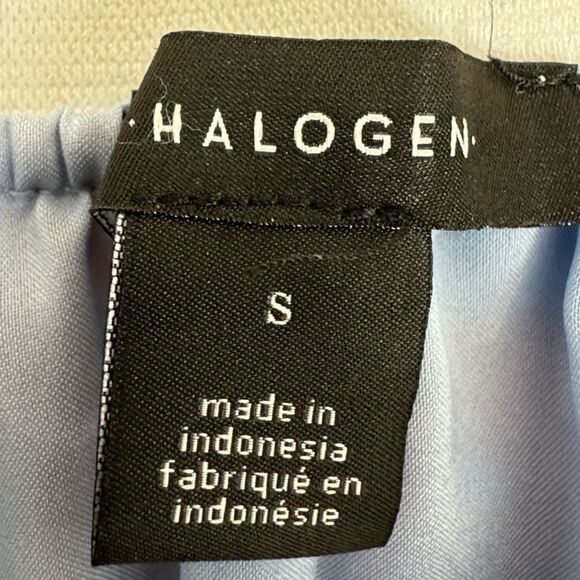 ·HALOGEN·
S
made in
indonesia
fabriqué en
indonésie